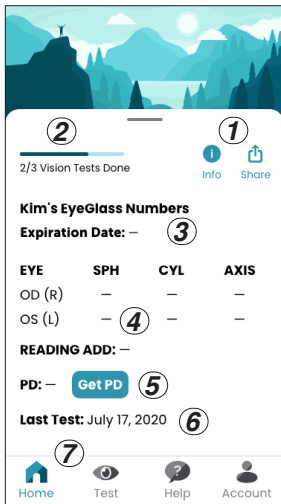 1
2
i
2/3 Vision Tests Done
Info Share
Kim's EyeGlass Numbers
Expiration Date: – 3
EYE SPH CYL AXIS
OD (R) – – –
OS (L) – 4 – –
READING ADD: –
PD: – Get PD 5
Last Test: July 17, 2020 6
7
?
Home Test Help Account